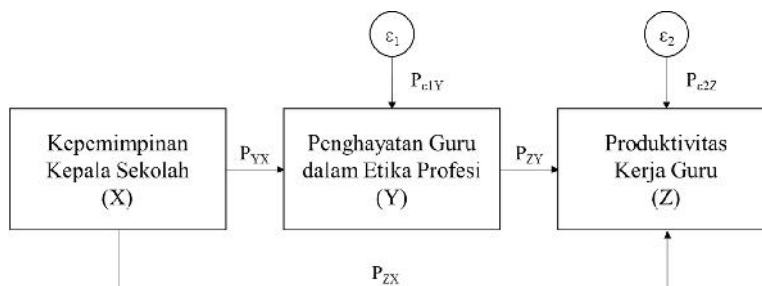 ε1
ε2
Pε1Y
Pε2Z
Kepemimpinan
Kepala Sekolah
(X)
PYX
Penghayatan Guru
dalam Etika Profesi
(Y)
PZY
Produktivitas
Kerja Guru
(Z)
PZX